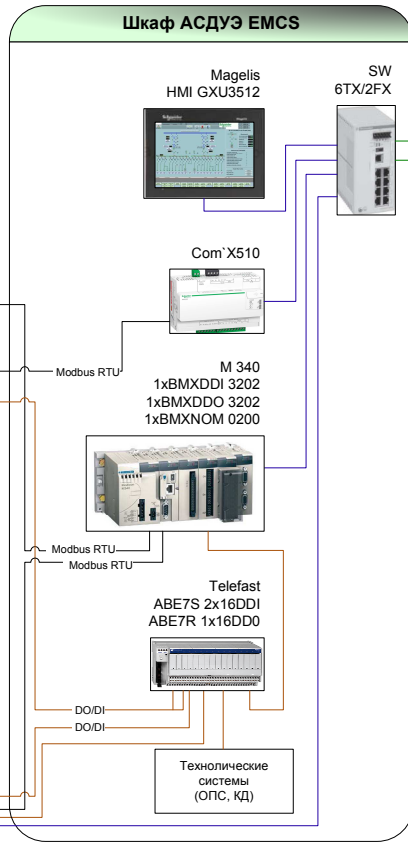 Шкаф АСДУЭ EMCS
Magelis
HMI GXU3512
SW
6TX/2FX
Com`X510
Modbus RTU
M 340
1xBMXDDI 3202
1xBMXDDO 3202
1xBMXNOM 0200
Modbus RTU
Modbus RTU
Telefast
ABE7S 2x16DDI
ABE7R 1x16DD0
DO/DI
DO/DI
Технолические
системы
(ОПС, КД)